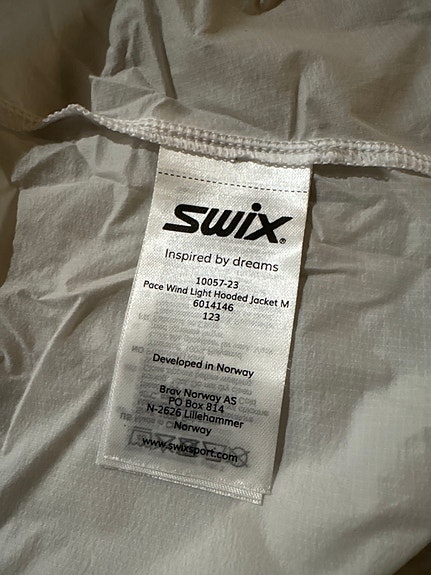 swix®
Inspired by dreams
10057-23
Pace Wind Light Hooded Jacket M
6014146
123
Developed in Norway
Brav Norway AS
PO Box 814
N-2626 Lillehammer
Norway
www.swixsport.com